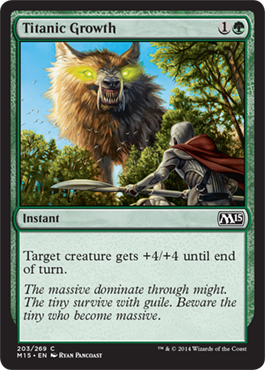 Titanic Growth 1
Instant M15
Target creature gets +4/+4 until end
of turn.
The massive dominate through might.
The tiny survive with guile. Beware the
tiny who become massive.
203/269 C
M15 • EN RYAN PANCOAST ™ & © 2014 Wizards of the Coast